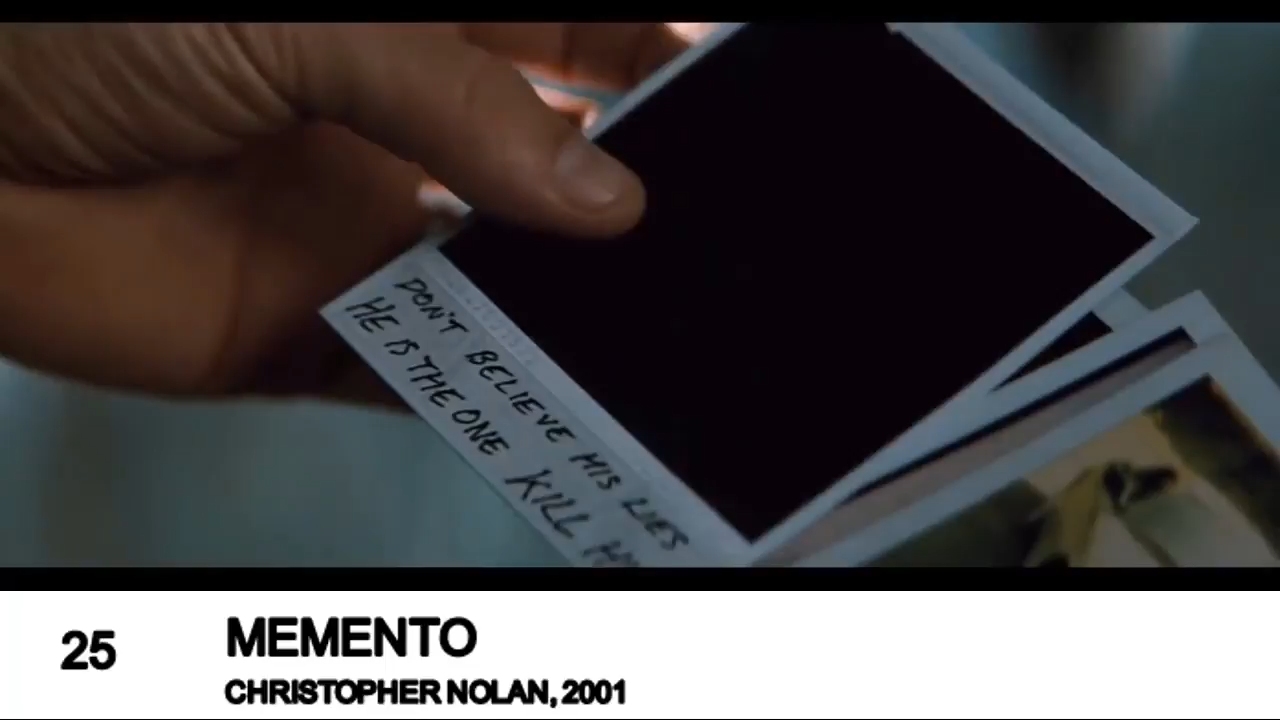 DON'T BELIEVE HIS LIES
HE IS THE ONE KILL
25
MEMENTO
CHRISTOPHER NOLAN, 2001